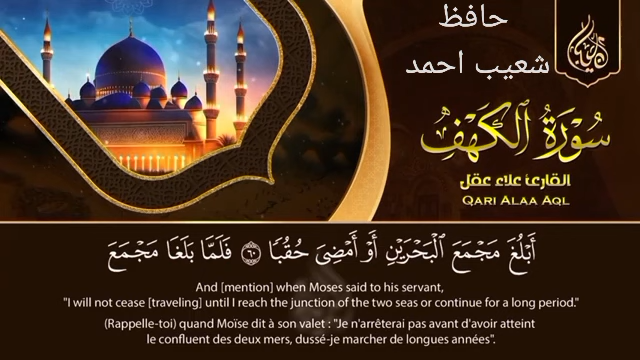 حافظ
شعیب احمد
سُورَةُ الكَهْفِ
القارئ علاء عقل
QARI ALAA AQL
أَبْلُغَ مَجْمَعَ ٱلْبَحْرَيْنِ أَوْ أَمْضِىَ حُقُبًا ۝٦٠ فَلَمَّا بَلَغَا مَجْمَعَ
And [mention] when Moses said to his servant,
"I will not cease [traveling] until I reach the junction of the two seas or continue for a long period."
(Rappelle-toi) quand Moïse dit à son valet : "Je n'arrêterai pas avant d'avoir atteint
le confluent des deux mers, dussé-je marcher de longues années".